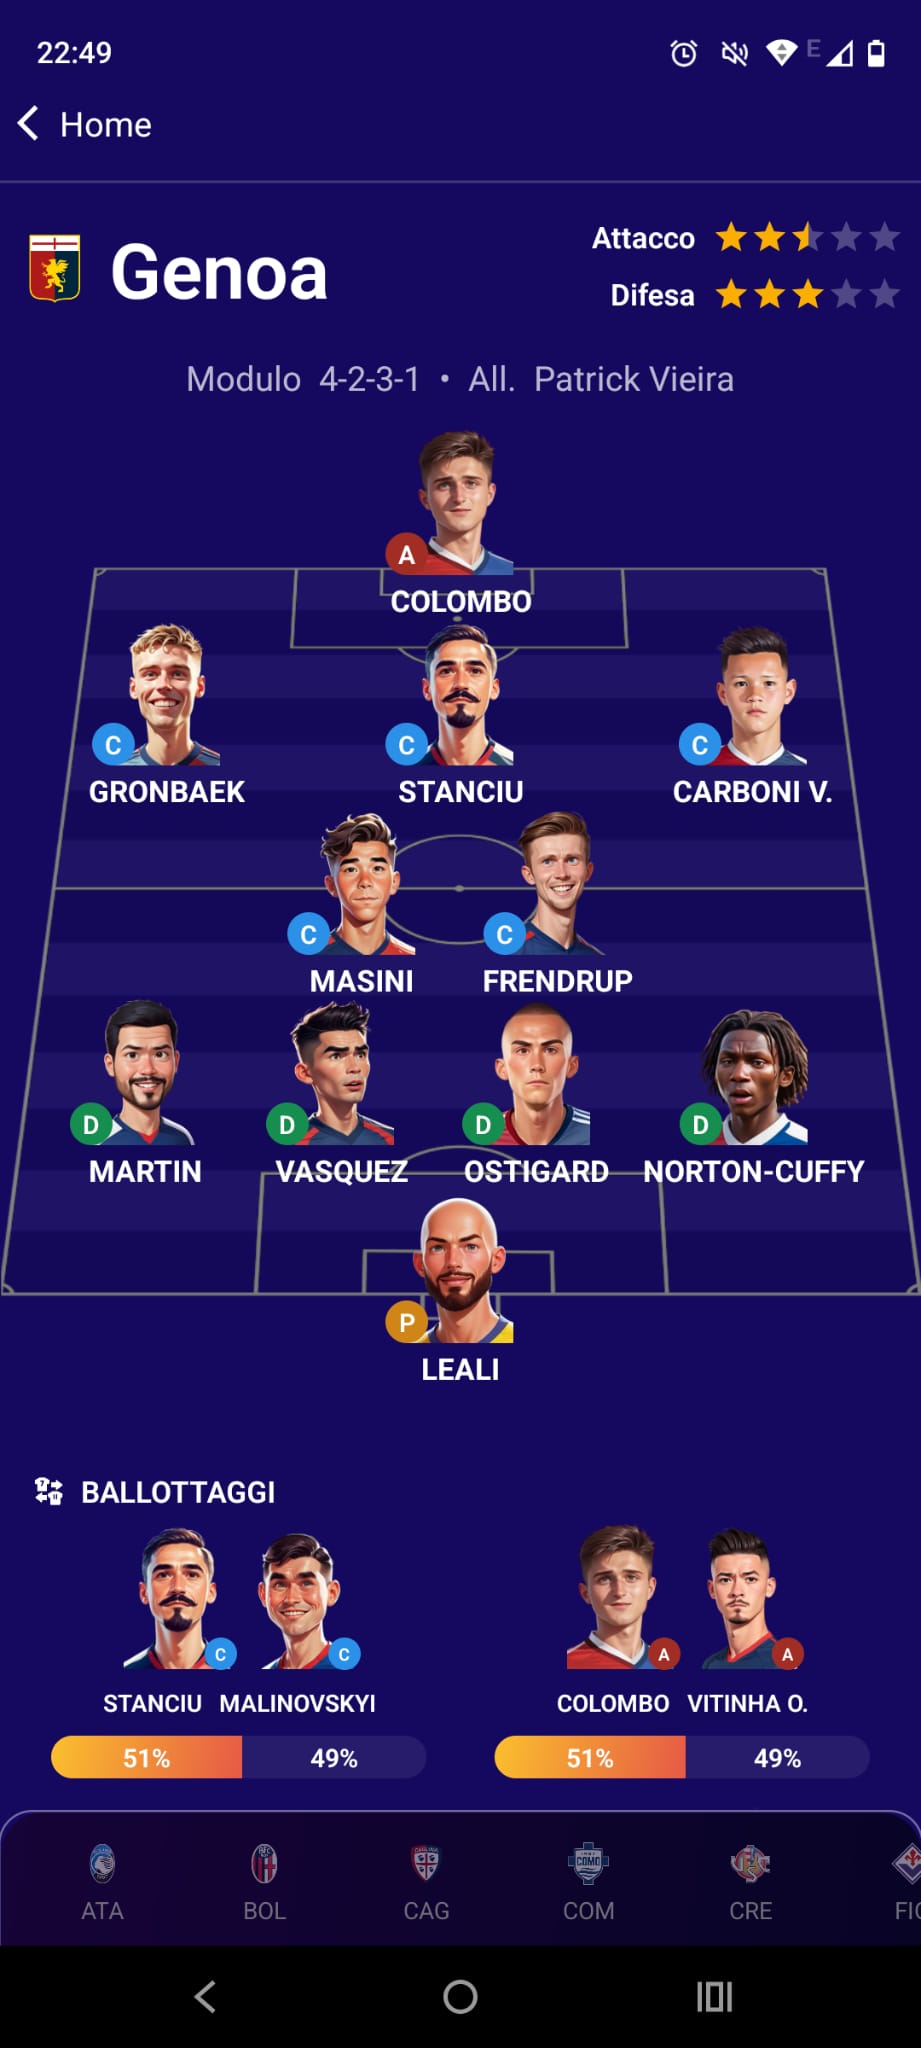 22:49
E
Home
Genoa
Attacco
Difesa
Modulo 4-2-3-1 • All. Patrick Vieira
A
COLOMBO
C
GRONBAEK
C
STANCIU
C
CARBONI V.
C
MASINI
C
FRENDRUP
D
MARTIN
D
VASQUEZ
D
OSTIGARD
D
NORTON-CUFFY
P
LEALI
BALLOTTAGGI
C
C
A
A
STANCIU MALINOVSKYI
COLOMBO VITINHA O.
51% 49%
51% 49%
COMO
ATA
BOL
CAG
COM
CRE
FIO